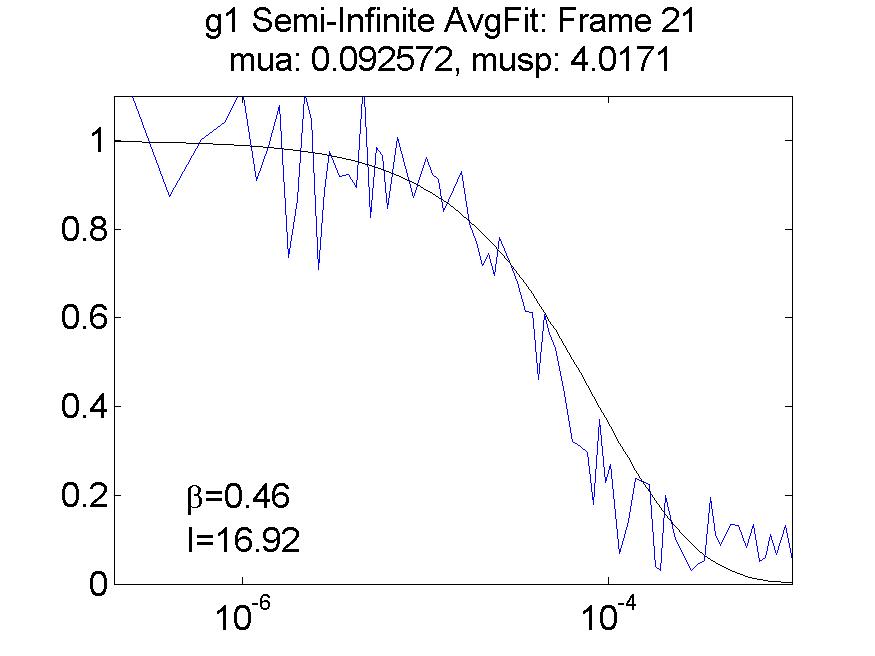 g1 Semi-Infinite AvgFit: Frame 21
mua: 0.092572, musp: 4.0171
1
0.8
0.6
0.4
0.2
0
β=0.46
I=16.92
10^-6
10^-4